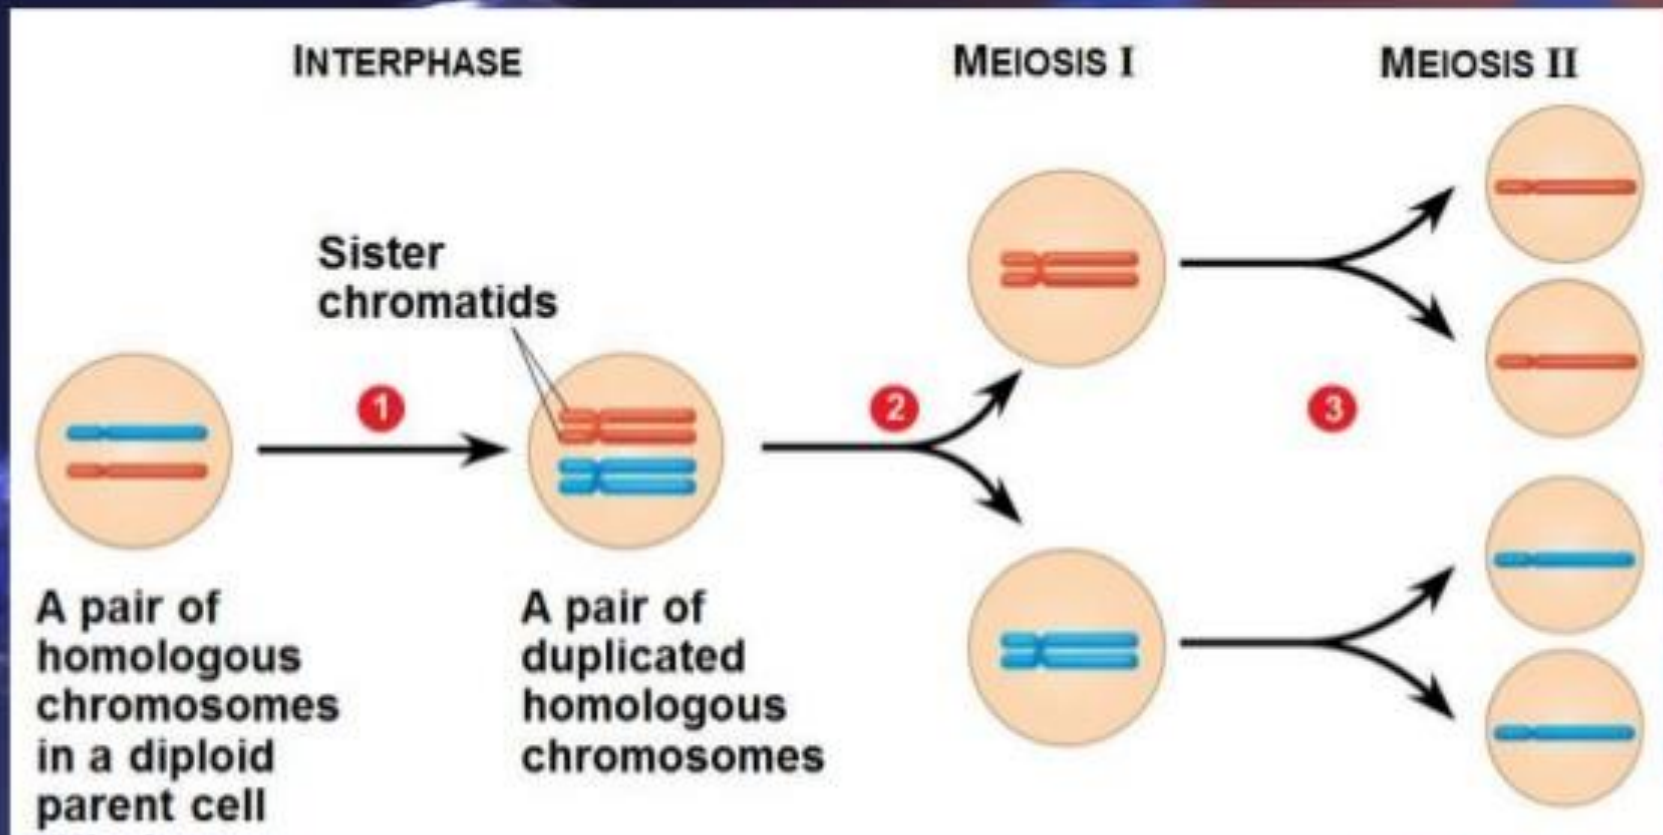 INTERPHASE
MEIOSIS I
MEIOSIS II
Sister
chromatids
1
2
3
A pair of
homologous
chromosomes
in a diploid
parent cell
A pair of
duplicated
homologous
chromosomes